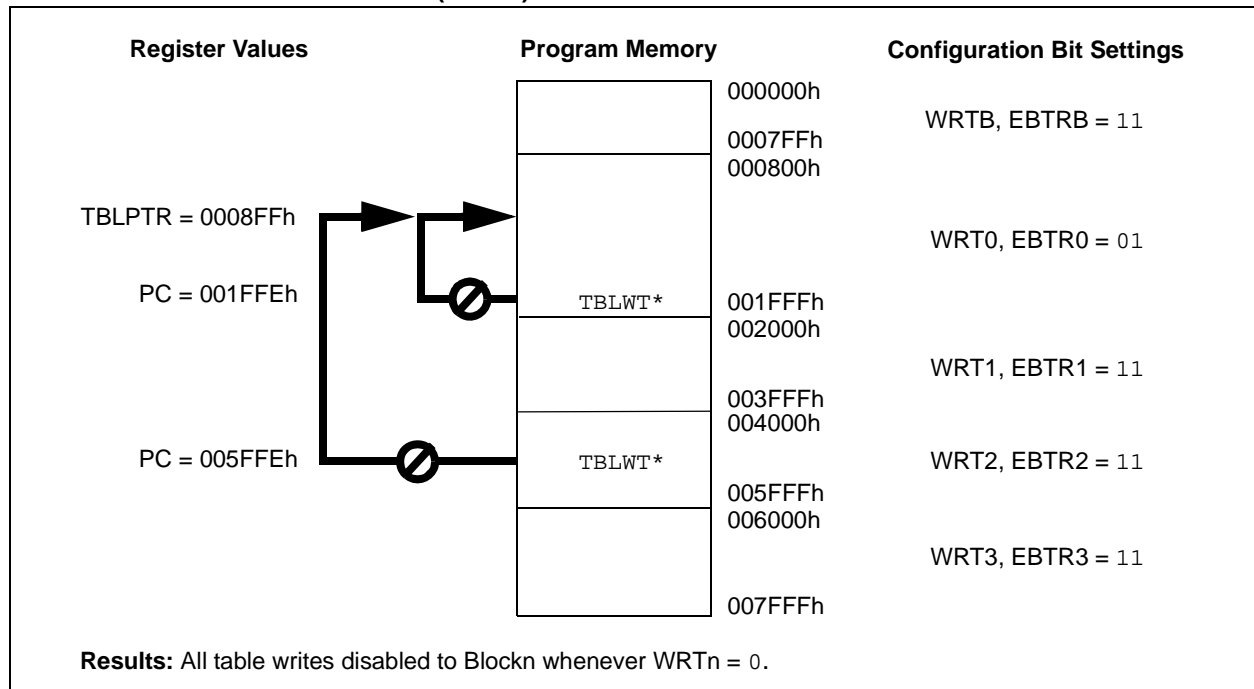 Register Values
Program Memory
Configuration Bit Settings
000000h
WRTB, EBTRB = 11
0007FFh
000800h
TBLPTR = 0008FFh
WRT0, EBTR0 = 01
PC = 001FFEh
TBLWT*
001FFFh
002000h
WRT1, EBTR1 = 11
003FFFh
004000h
PC = 005FFEh
TBLWT*
WRT2, EBTR2 = 11
005FFFh
006000h
WRT3, EBTR3 = 11
007FFFh
Results: All table writes disabled to Blockn whenever WRTn = 0.